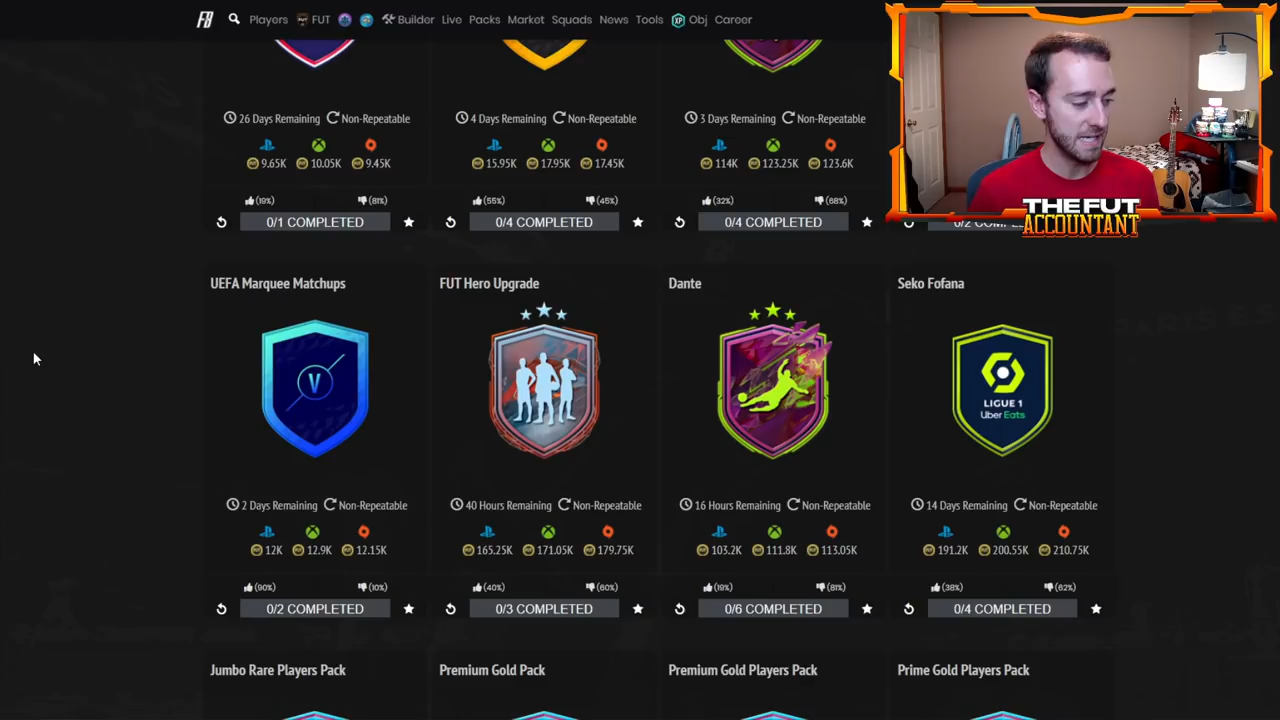 FB Players FUT Builder Live Packs Market Squads News Tools XP Obj Career
26 Days Remaining Non-Repeatable
4 Days Remaining Non-Repeatable
3 Days Remaining Non-Repeatable
9.65K 10.05K 9.45K
15.95K 17.95K 17.45K
114K 123.25K 123.6K
(19%) (81%)
(55%) (45%)
(32%) (68%)
0/1 COMPLETED
0/4 COMPLETED
0/4 COMPLETED
THE FUT
ACCOUNTANT
UEFA Marquee Matchups
FUT Hero Upgrade
Dante
Seko Fofana
V
LIGUE 1
Uber Eats
2 Days Remaining Non-Repeatable
40 Hours Remaining Non-Repeatable
16 Hours Remaining Non-Repeatable
14 Days Remaining Non-Repeatable
12K 12.9K 12.15K
165.25K 171.05K 179.75K
103.2K 111.8K 113.05K
191.2K 200.55K 210.75K
(90%) (10%)
(40%) (60%)
(19%) (81%)
(38%) (62%)
0/2 COMPLETED
0/3 COMPLETED
0/6 COMPLETED
0/4 COMPLETED
Jumbo Rare Players Pack
Premium Gold Pack
Premium Gold Players Pack
Prime Gold Players Pack